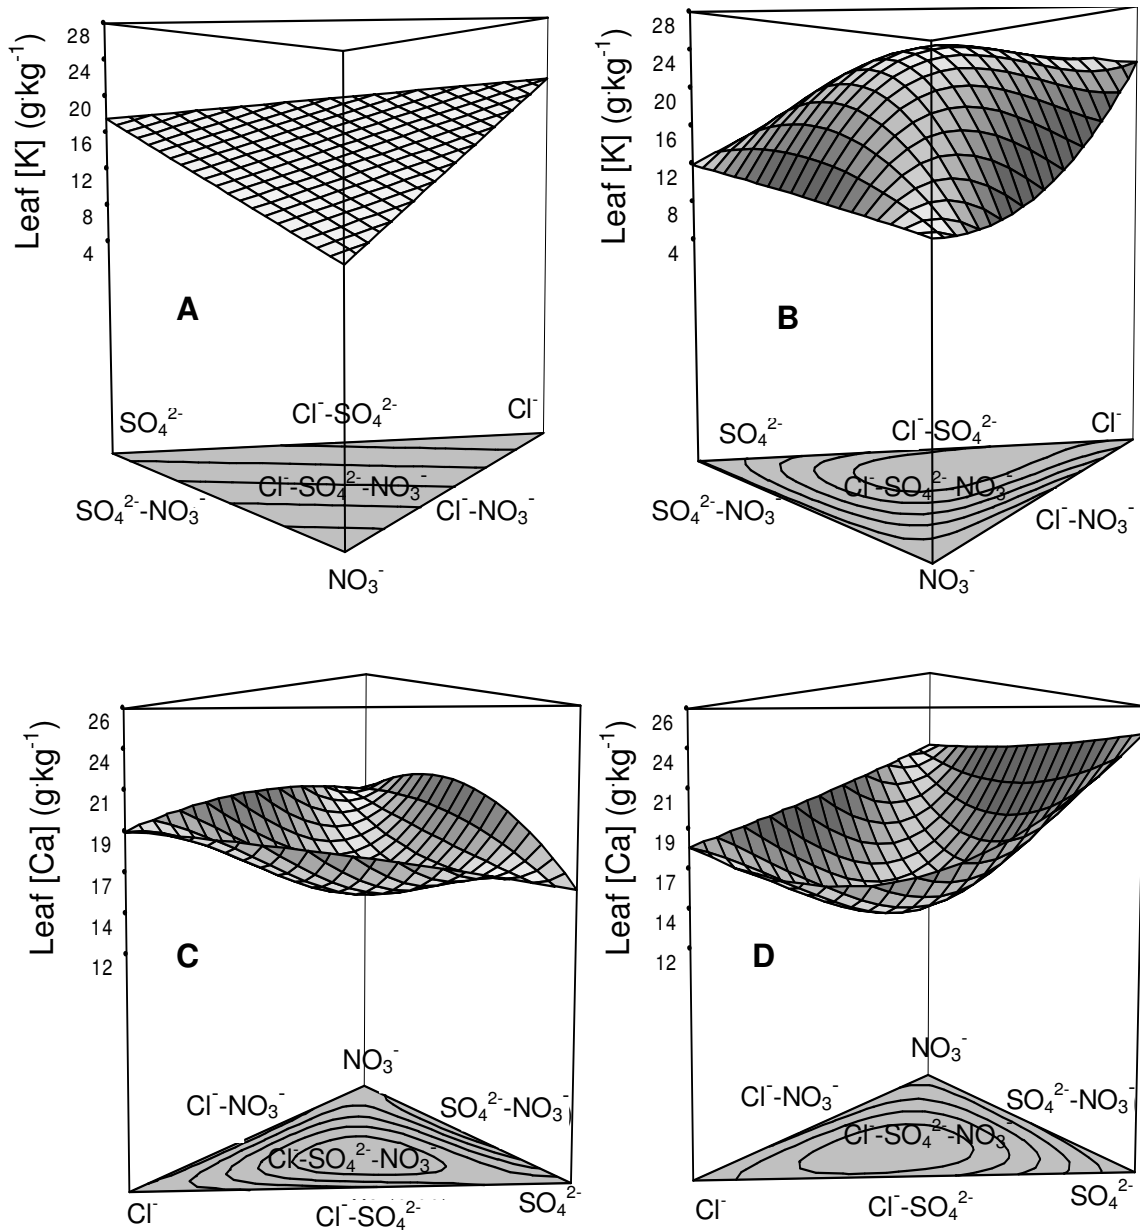 Leaf [K] (g·kg⁻¹)
28
24
20
16
12
8
4
A
SO₄²⁻
Cl⁻-SO₄²⁻
Cl⁻
Cl⁻-SO₄²⁻-NO₃⁻
SO₄²⁻-NO₃⁻
Cl⁻-NO₃⁻
NO₃⁻
Leaf [K] (g·kg⁻¹)
28
24
20
16
12
8
4
B
SO₄²⁻
Cl⁻-SO₄²⁻
Cl⁻
Cl⁻-SO₄²⁻-NO₃⁻
SO₄²⁻-NO₃⁻
Cl⁻-NO₃⁻
NO₃⁻
Leaf [Ca] (g·kg⁻¹)
26
24
21
19
17
14
12
C
NO₃⁻
Cl⁻-NO₃⁻
SO₄²⁻-NO₃⁻
Cl⁻-SO₄²⁻-NO₃⁻
Cl⁻
Cl⁻-SO₄²⁻
SO₄²⁻
Leaf [Ca] (g·kg⁻¹)
26
24
21
19
17
14
12
D
NO₃⁻
Cl⁻-NO₃⁻
SO₄²⁻-NO₃⁻
Cl⁻-SO₄²⁻-NO₃⁻
Cl⁻
Cl⁻-SO₄²⁻
SO₄²⁻